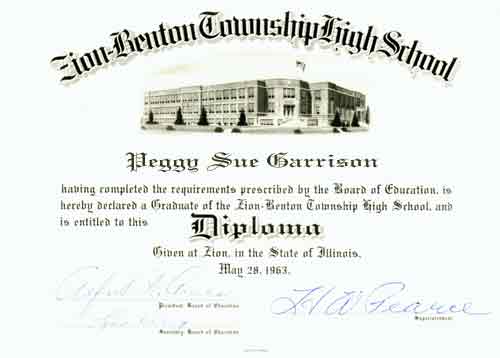 Zion-Benton Township High School
Peggy Sue Garrison
having completed the requirements prescribed by the Board of Education, is
hereby declared a Graduate of the Zion-Benton Township High School, and
is entitled to this Diploma
Given at Zion, in the State of Illinois,
May 28, 1963.
President Board of Education
H W Pearce
Superintendent
Secretary Board of Education